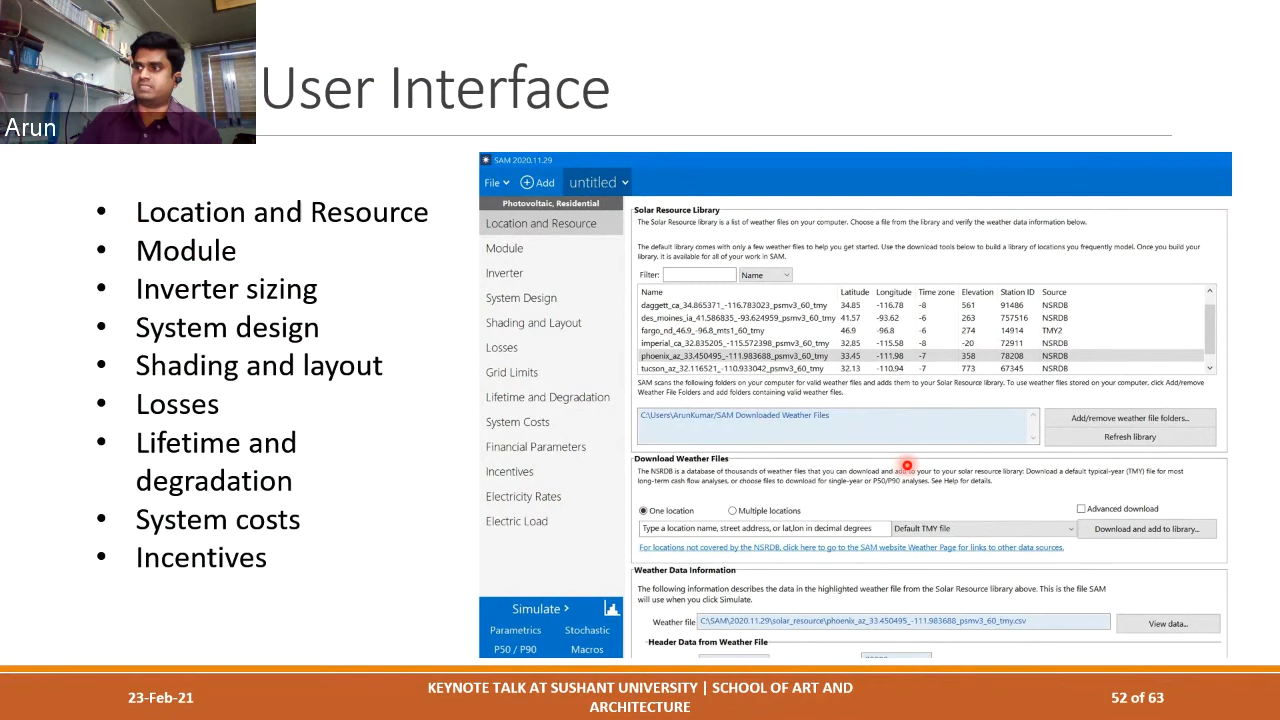 User Interface
Arun
• Location and Resource
• Module
• Inverter sizing
• System design
• Shading and layout
• Losses
• Lifetime and
degradation
• System costs
• Incentives
SAM 2020.11.29
File Add untitled
Photovoltaic, Residential
Location and Resource
Module
Inverter
System Design
Shading and Layout
Losses
Grid Limits
Lifetime and Degradation
System Costs
Financial Parameters
Incentives
Electricity Rates
Electric Load
Simulate >
Parametrics Stochastic
P50 / P90 Macros
Solar Resource Library
The Solar Resource library is a list of weather files on your computer. Choose a file from the library and verify the weather data information below.
The default library comes with only a few weather files to help you get started. Use the download tools below to build a library of locations you frequently model. Once you build your
library, it is available for all of your work in SAM.
Filter: Name
Name Latitude Longitude Time zone Elevation Station ID Source
daggett_ca_34.865371_-116.783023_psmv3_60_tmy 34.85 -116.78 -8 561 91486 NSRDB
des_moines_ia_41.586835_-93.624959_psmv3_60_tmy 41.57 -93.62 -6 263 757516 NSRDB
fargo_nd_46.9_-96.8_mts1_60_tmy 46.9 -96.8 -6 274 14914 TMY2
imperial_ca_32.835205_-115.572398_psmv3_60_tmy 32.85 -115.58 -8 -20 72911 NSRDB
phoenix_az_33.450495_-111.983688_psmv3_60_tmy 33.45 -111.98 -7 358 78208 NSRDB
tucson_az_32.116521_-110.933042_psmv3_60_tmy 32.13 -110.94 -7 773 67345 NSRDB
SAM scans the following folders on your computer for valid weather files and adds them to your Solar Resource library. To use weather files stored on your computer, click Add/remove
Weather File Folders and add folders containing valid weather files.
C:\Users\ArunKumar/SAM Downloaded Weather Files
Add/remove weather file folders...
Refresh library
Download Weather Files
The NSRDB is a database of thousands of weather files that you can download and add to your to your solar resource library: Download a default typical-year (TMY) file for most
long-term cash flow analyses, or choose files to download for single-year or P50/P90 analyses. See Help for details.
One location Multiple locations Advanced download
Type a location name, street address, or lat,lon in decimal degrees Default TMY file Download and add to library...
For locations not covered by the NSRDB, click here to go to the SAM website Weather Page for links to other data sources.
Weather Data Information
The following information describes the data in the highlighted weather file from the Solar Resource library above. This is the file SAM
will use when you click Simulate.
Weather file C:\SAM\2020.11.29\solar_resource\phoenix_az_33.450495_-111.983688_psmv3_60_tmy.csv View data...
Header Data from Weather File
23-Feb-21
KEYNOTE TALK AT SUSHANT UNIVERSITY | SCHOOL OF ART AND
ARCHITECTURE
52 of 63